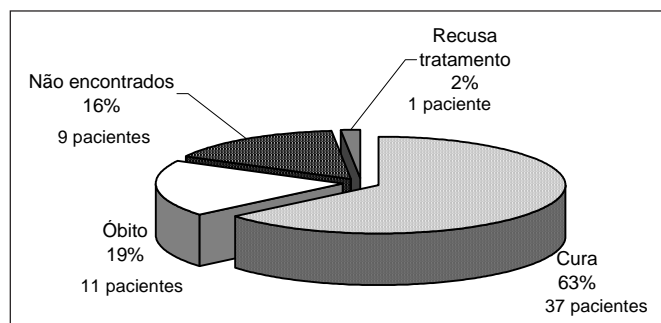 Recusa
tratamento
2%
1 paciente
Não encontrados
16%
9 pacientes
Óbito
19%
11 pacientes
Cura
63%
37 pacientes